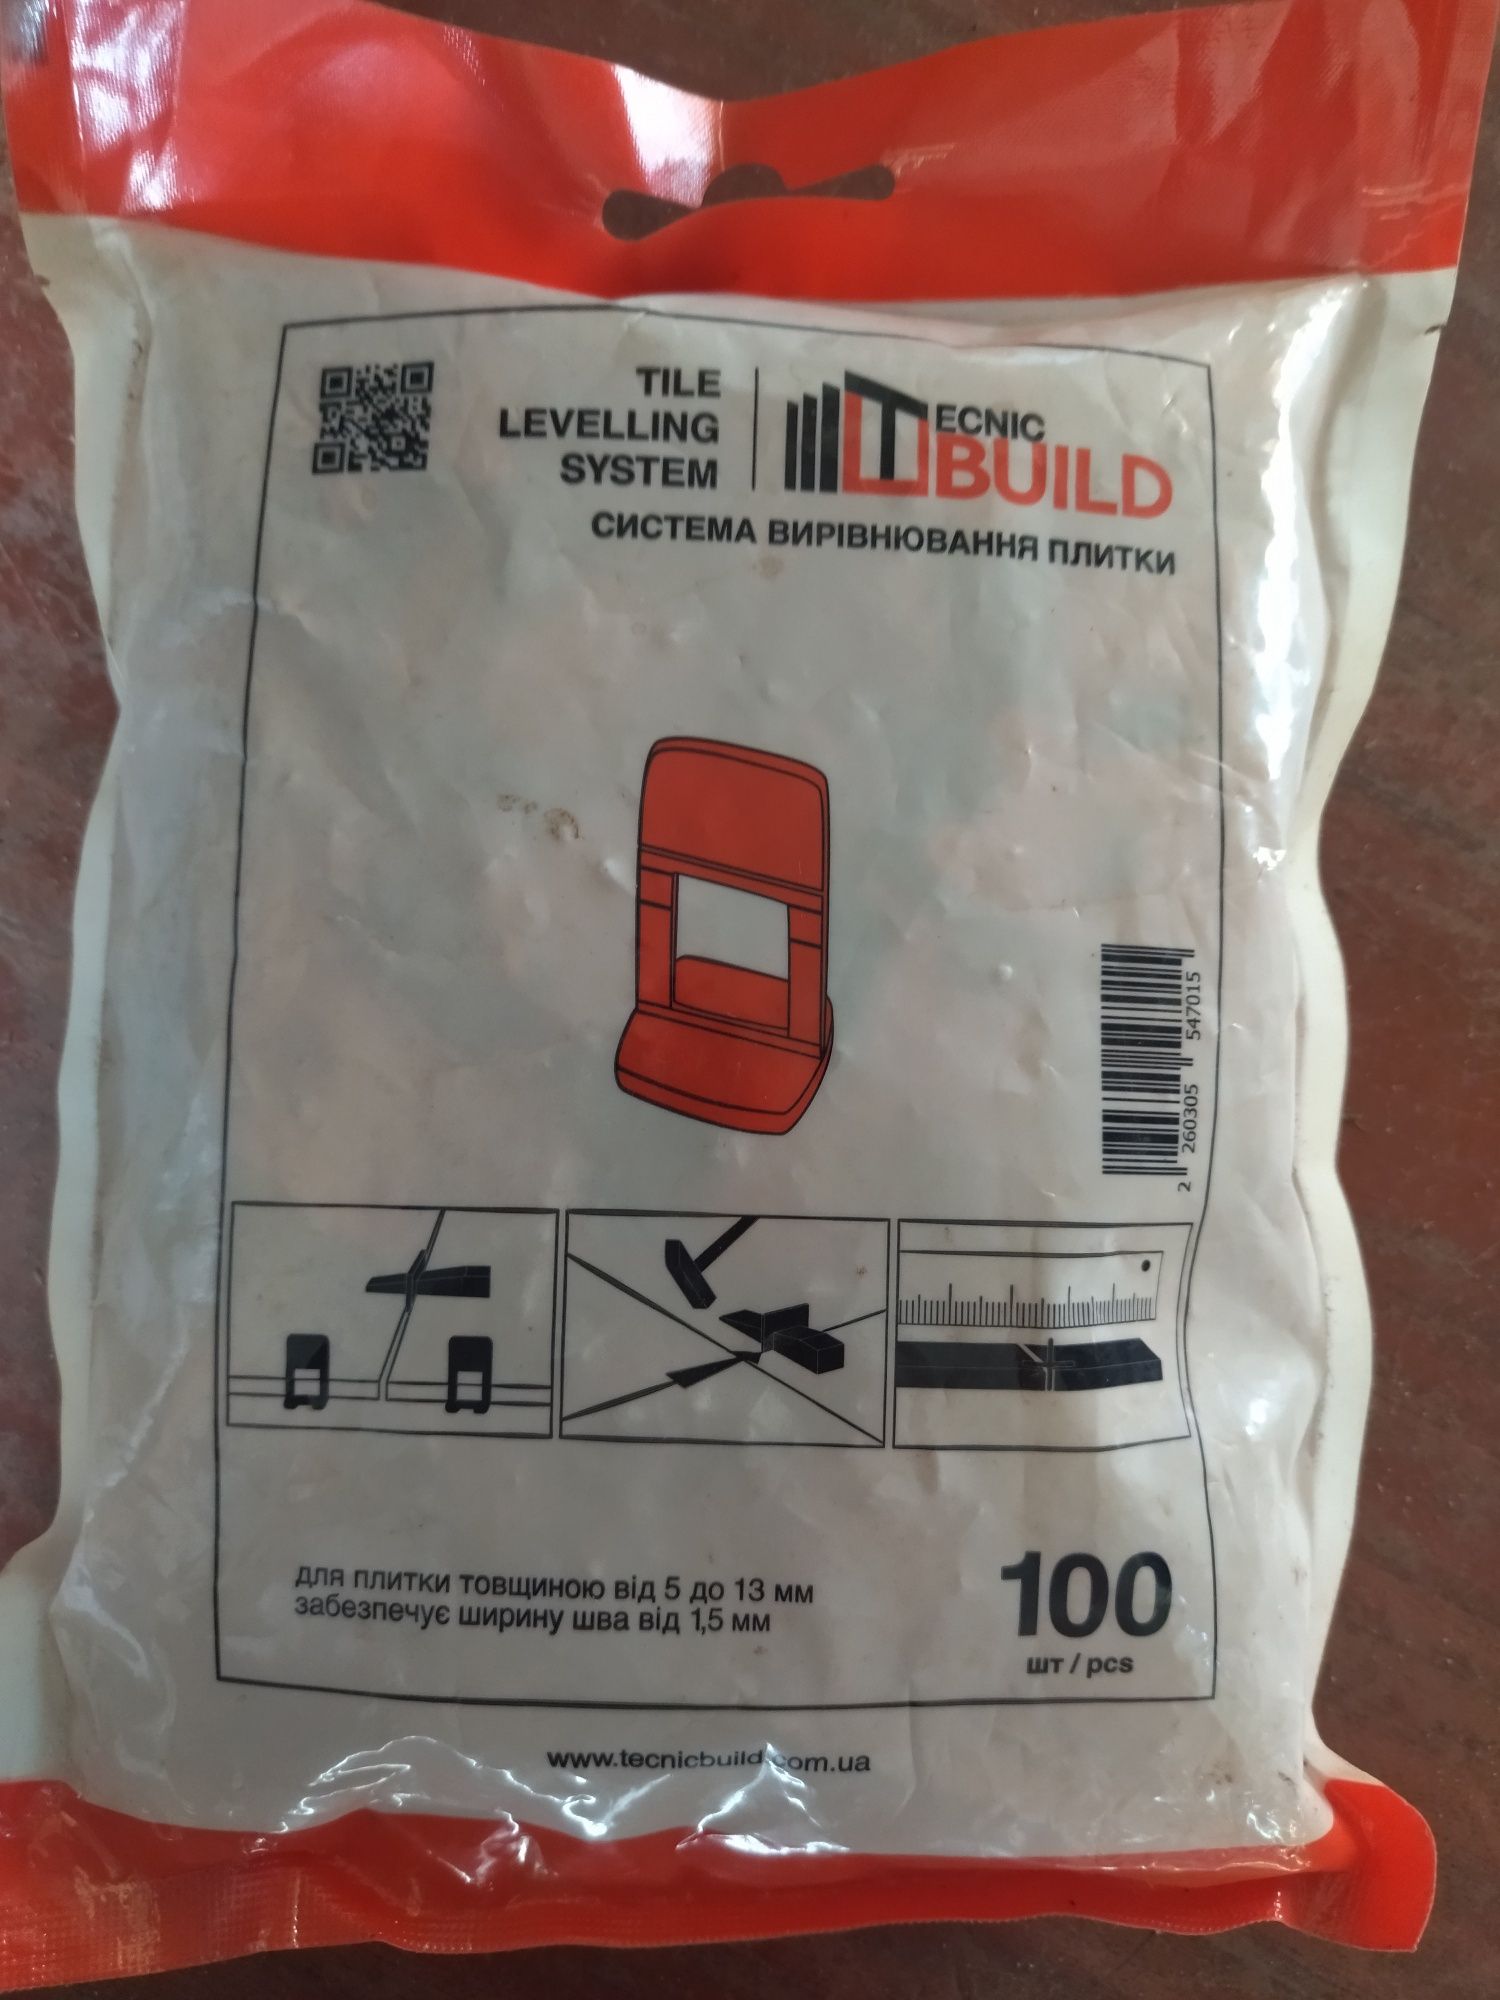 TILE
LEVELLING
SYSTEM
TECNIC
BUILD
СИСТЕМА ВИРІВНЮВАННЯ ПЛИТКИ
2 260305 547015
для плитки товщиною від 5 до 13 мм
забезпечує ширину шва від 1,5 мм
100
шт / pcs
www.tecnicbuild.com.ua